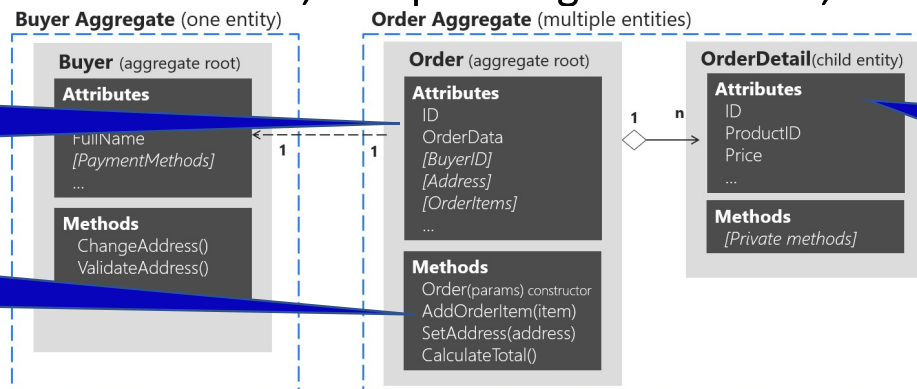 Buyer Aggregate (one entity)
Order Aggregate (multiple entities)
Buyer (aggregate root)
Attributes
FullName
[PaymentMethods]
...
Methods
ChangeAddress()
ValidateAddress()
1
1
Order (aggregate root)
Attributes
ID
OrderData
[BuyerID]
[Address]
[OrderItems]
...
Methods
Order(params) constructor
AddOrderItem(item)
SetAddress(address)
CalculateTotal()
1
n
OrderDetail(child entity)
Attributes
ID
ProductID
Price
...
Methods
[Private methods]